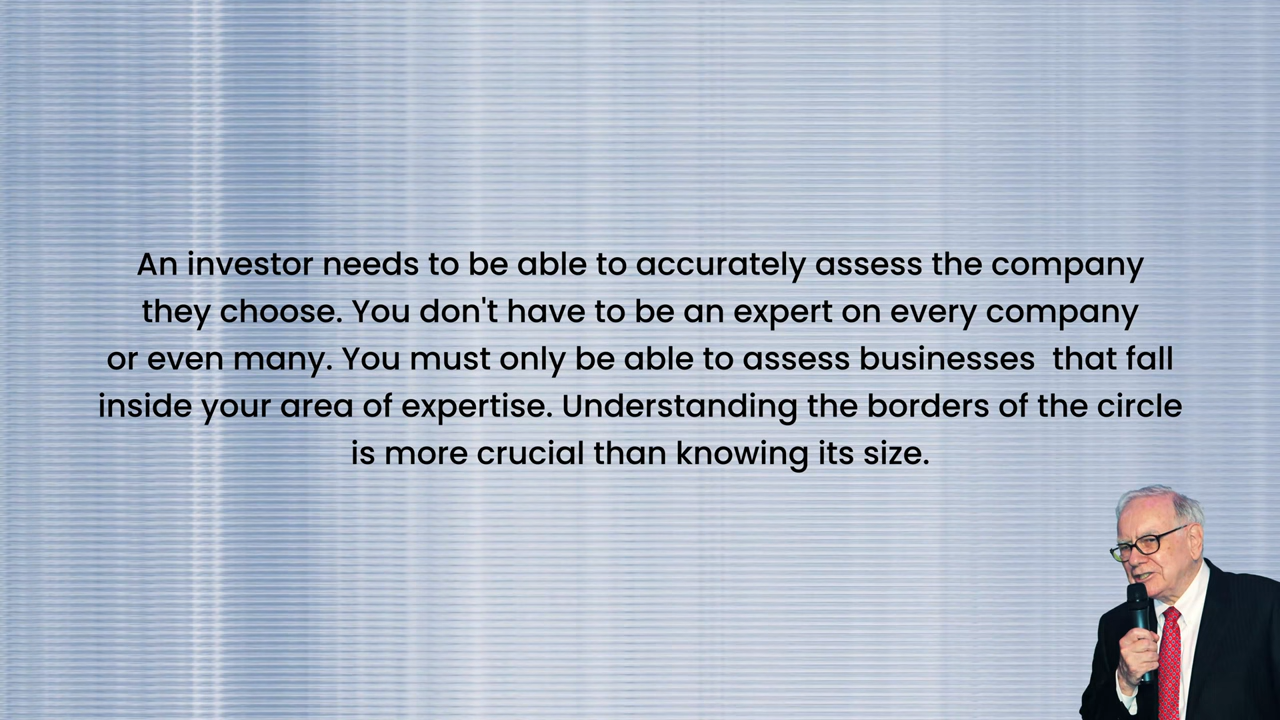 An investor needs to be able to accurately assess the company
they choose. You don't have to be an expert on every company
or even many. You must only be able to assess businesses  that fall
inside your area of expertise. Understanding the borders of the circle
is more crucial than knowing its size.